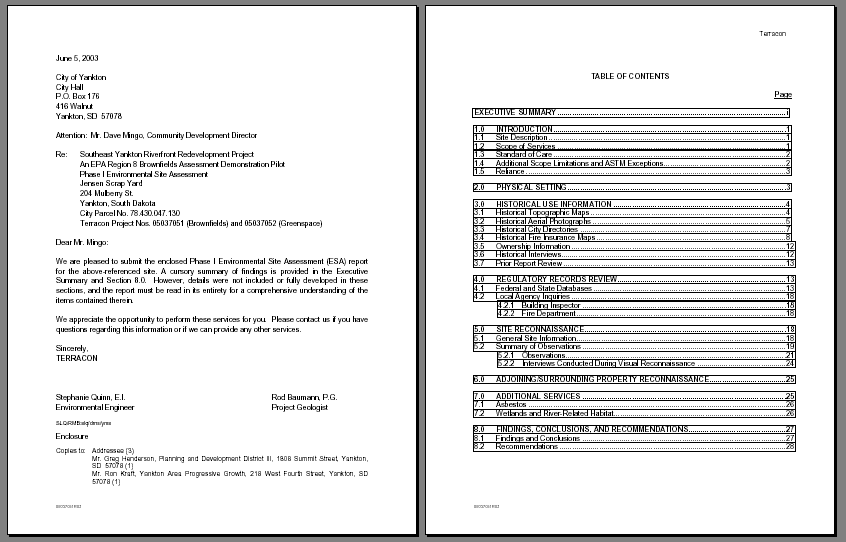 June 5, 2003
City of Yankton
City Hall
P.O. Box 176
416 Walnut
Yankton, SD 57078
Attention: Mr. Dave Mingo, Community Development Director
Re: Southeast Yankton Riverfront Redevelopment Project
An EPA Region 8 Brownfields Assessment Demonstration Pilot
Phase I Environmental Site Assessment
Jensen Scrap Yard
204 Mulberry St.
Yankton, South Dakota
City Parcel No. 78.430.047.130
Terracon Project Nos. 05037051 (Brownfields) and 05037052 (Greenspace)
Dear Mr. Mingo:
We are pleased to submit the enclosed Phase I Environmental Site Assessment (ESA) report
for the above-referenced site. A cursory summary of findings is provided in the Executive
Summary and Section 8.0. However, details were not included or fully developed in these
sections, and the report must be read in its entirety for a comprehensive understanding of the
items contained therein.
We appreciate the opportunity to perform these services for you. Please contact us if you have
questions regarding this information or if we can provide any other services.
Sincerely,
TERRACON
Stephanie Quinn, E.I. Rod Baumann, P.G.
Environmental Engineer Project Geologist
Enclosure
Copies to: Addressee (3)
Mr. Greg Henderson, Planning and Development District III, 1808 Summit Street, Yankton,
SD 57078 (1)
Mr. Ron Kraft, Yankton Area Progressive Growth, 218 West Fourth Street, Yankton, SD
57078 (1)
Terracon
TABLE OF CONTENTS
Page
EXECUTIVE SUMMARY i
1.0 INTRODUCTION 1
1.1 Site Description 1
1.2 Scope of Services 1
1.3 Standard of Care 2
1.4 Additional Scope Limitations and ASTM Exceptions 2
1.5 Reliance 3
2.0 PHYSICAL SETTING 3
3.0 HISTORICAL USE INFORMATION 4
3.1 Historical Topographic Maps 4
3.2 Historical Aerial Photographs 5
3.3 Historical City Directories 7
3.4 Historical Fire Insurance Maps 8
3.5 Ownership Information 12
3.6 Historical Interviews 12
3.7 Prior Report Review 13
4.0 REGULATORY RECORDS REVIEW 13
4.1 Federal and State Databases 13
4.2 Local Agency Inquiries 18
4.2.1 Building Inspector 18
4.2.2 Fire Department 18
5.0 SITE RECONNAISSANCE 18
5.1 General Site Information 18
5.2 Summary of Observations 19
5.2.1 Observations 21
5.2.2 Interviews Conducted During Visual Reconnaissance 24
6.0 ADJOINING/SURROUNDING PROPERTY RECONNAISSANCE 25
7.0 ADDITIONAL SERVICES 25
7.1 Asbestos 26
7.2 Wetlands and River-Related Habitat 26
8.0 FINDINGS, CONCLUSIONS, AND RECOMMENDATIONS 27
8.1 Findings and Conclusions 27
8.2 Recommendations 28